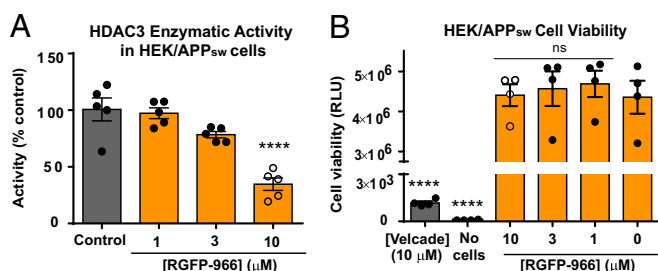 A
HDAC3 Enzymatic Activity
in HEK/APPsw cells
Activity (% control)
150
100
50
0
****
Control
1
3
10
[RGFP-966] (μM)
B
HEK/APPsw Cell Viability
ns
Cell viability (RLU)
5×10⁶
4×10⁶
3×10⁶
3×10³
0
****
****
[Velcade]
(10 μM)
No
cells
10
3
1
0
[RGFP-966] (μM)